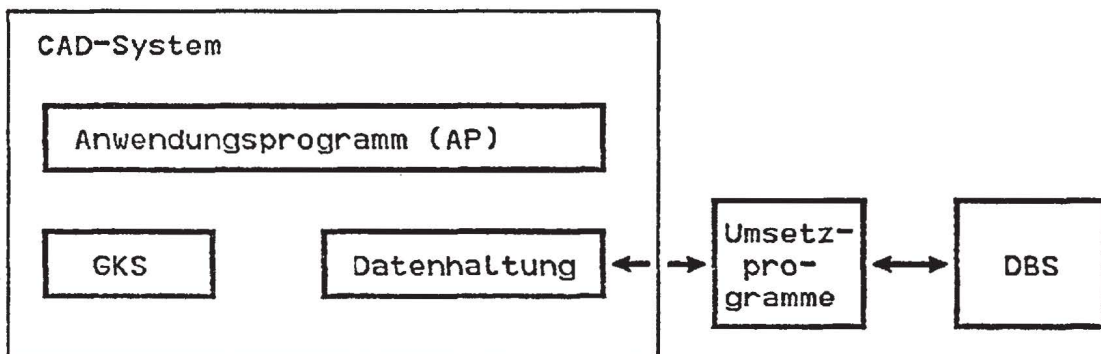 CAD-System
Anwendungsprogramm (AP)
GKS
Datenhaltung
Umsetz-
pro-
gramme
DBS